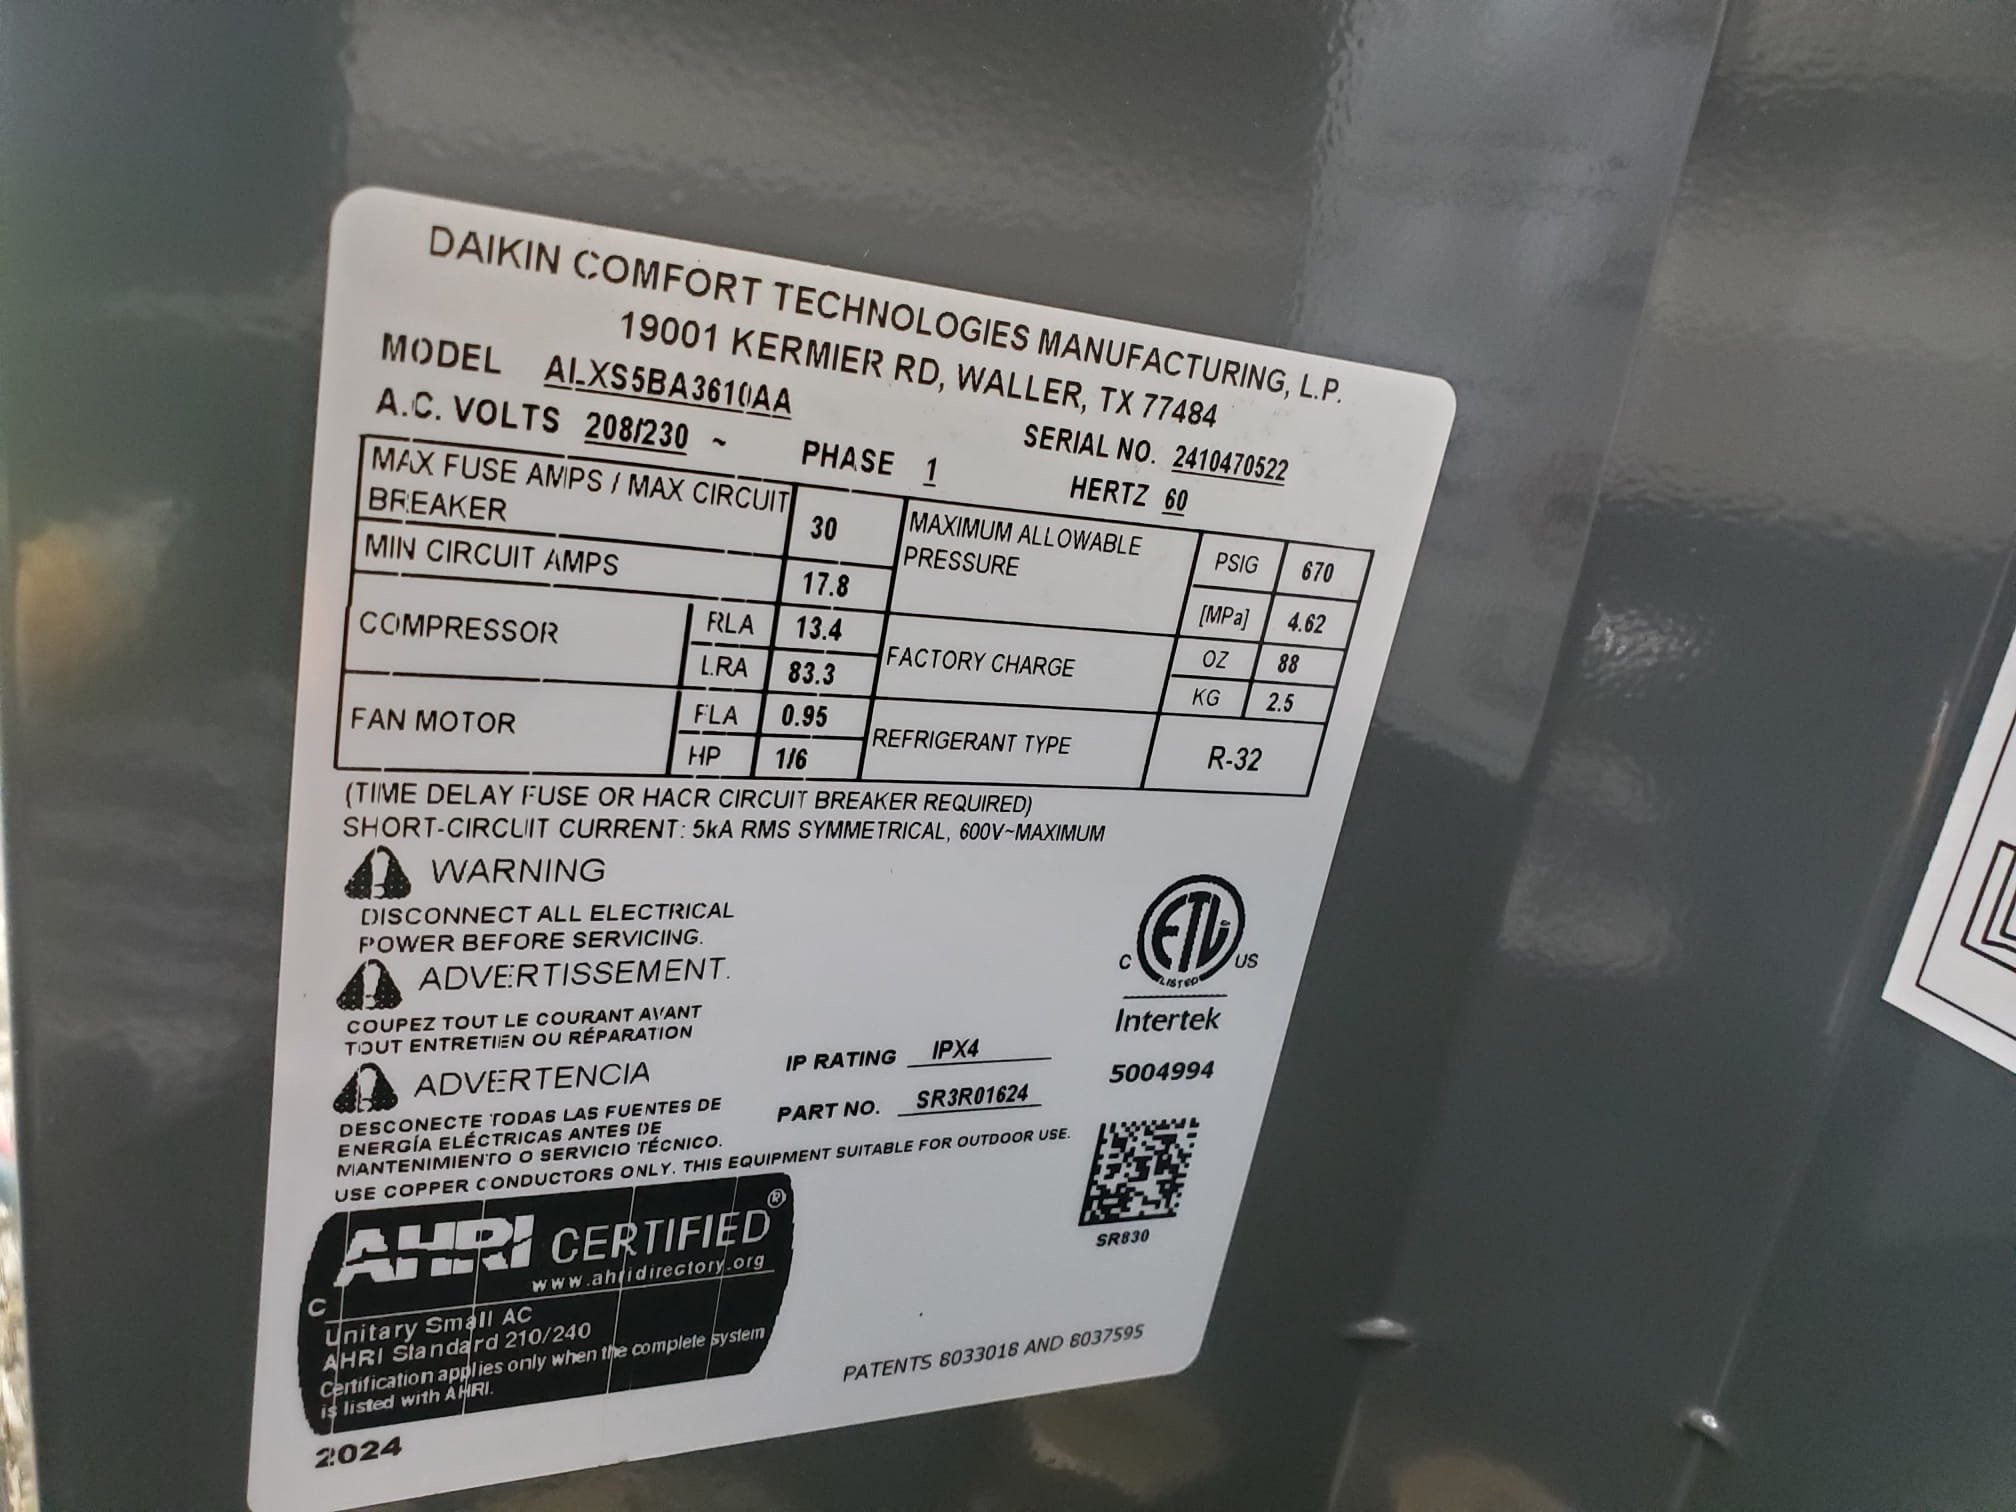 DAIKIN COMFORT TECHNOLOGIES MANUFACTURING, L.P.
19001 KERMIER RD, WALLER, TX 77484
MODEL ALXS5BA3610AA SERIAL NO. 2410470522
A.C. VOLTS 208/230 ~ PHASE 1 HERTZ 60
MAX FUSE AMPS / MAX CIRCUIT
BREAKER 30
MIN CIRCUIT AMPS 17.8
COMPRESSOR RLA 13.4
LRA 83.3
FAN MOTOR FLA 0.95
HP 1/6
MAXIMUM ALLOWABLE
PRESSURE PSIG 670
[MPa] 4.62
FACTORY CHARGE OZ 88
KG 2.5
REFRIGERANT TYPE R-32
(TIME DELAY FUSE OR HACR CIRCUIT BREAKER REQUIRED)
SHORT-CIRCUIT CURRENT: 5kA RMS SYMMETRICAL, 600V~MAXIMUM
WARNING
DISCONNECT ALL ELECTRICAL
POWER BEFORE SERVICING.
ADVERTISSEMENT.
COUPEZ TOUT LE COURANT AVANT
TOUT ENTRETIEN OU RÉPARATION
ADVERTENCIA
DESCONECTE TODAS LAS FUENTES DE
ENERGÍA ELÉCTRICAS ANTES DE
MANTENIMIENTO O SERVICIO TÉCNICO.
USE COPPER CONDUCTORS ONLY. THIS EQUIPMENT SUITABLE FOR OUTDOOR USE.
IP RATING IPX4
PART NO. SR3R01624
ETL
C LISTED US
Intertek
5004994
SR830
AHRI CERTIFIED®
www.ahridirectory.org
C
Unitary Small AC
AHRI Standard 210/240
Certification applies only when the complete system
is listed with AHRI.
2024
PATENTS 8033018 AND 8037595